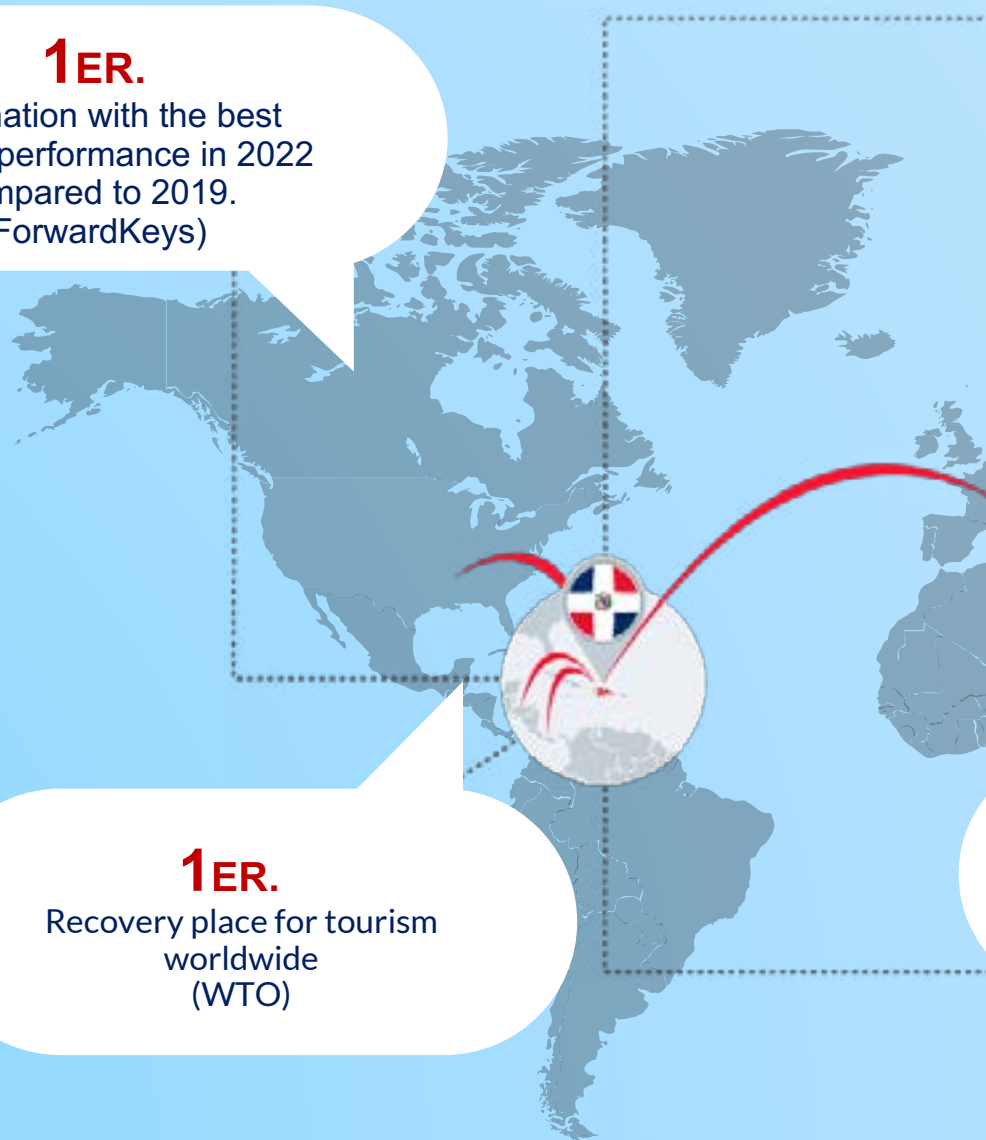 1ER.
nation with the best
performance in 2022
mpared to 2019.
ForwardKeys)
1ER.
Recovery place for tourism
worldwide
(WTO)